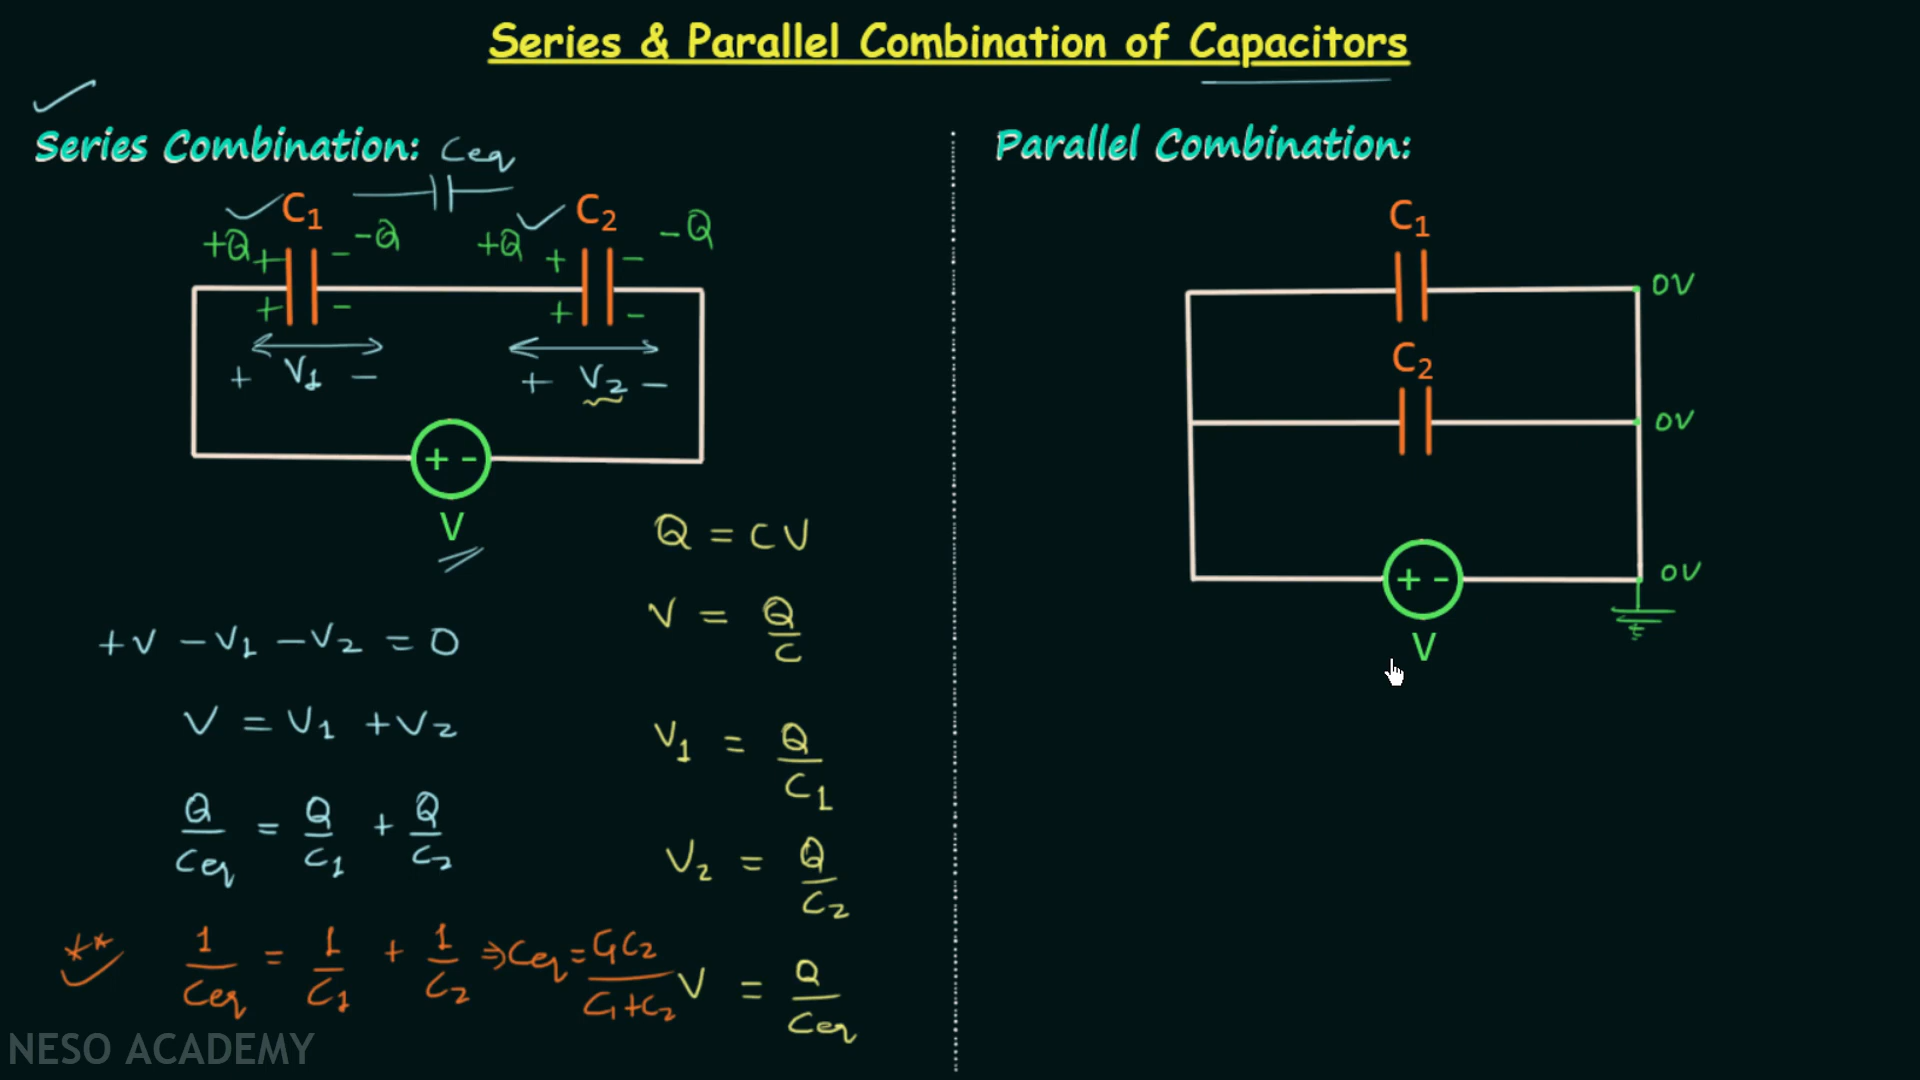 Series & Parallel Combination of Capacitors
Series Combination: Ceq
C1 C2
+Q + - -Q +Q + - -Q
+ - + -
+ V1 - + V2 -
+ -
V
+V - V1 - V2 = 0
V = V1 + V2
Q/Ceq = Q/C1 + Q/C2
** 1/Ceq = 1/C1 + 1/C2 ⇒ Ceq = C1C2/C1+C2
Q = CV
V = Q/C
V1 = Q/C1
V2 = Q/C2
V = Q/Ceq
Parallel Combination:
C1
0V
C2
0V
+ -
0V
V
NESO ACADEMY